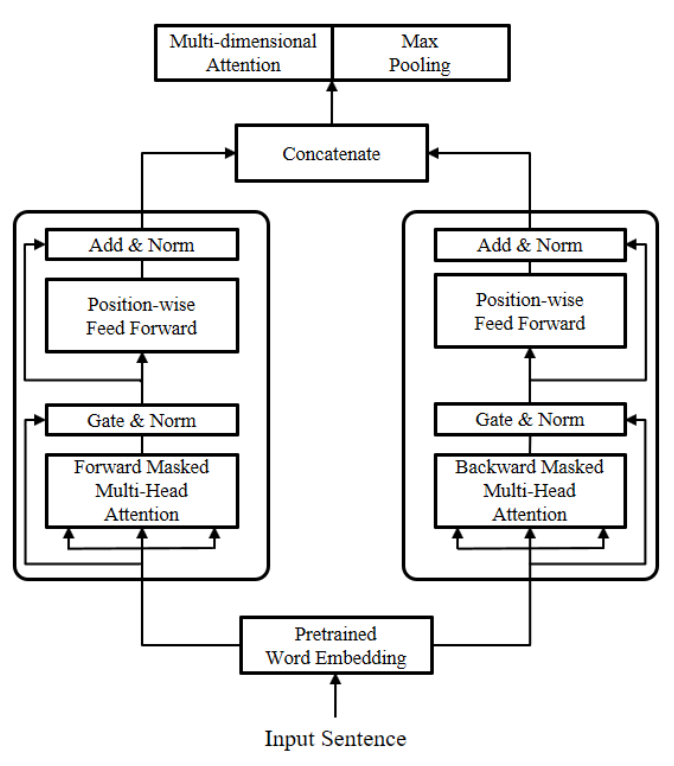 Multi-dimensional
Attention
Max
Pooling
Concatenate
Add & Norm
Position-wise
Feed Forward
Gate & Norm
Forward Masked
Multi-Head
Attention
Add & Norm
Position-wise
Feed Forward
Gate & Norm
Backward Masked
Multi-Head
Attention
Pretrained
Word Embedding
Input Sentence